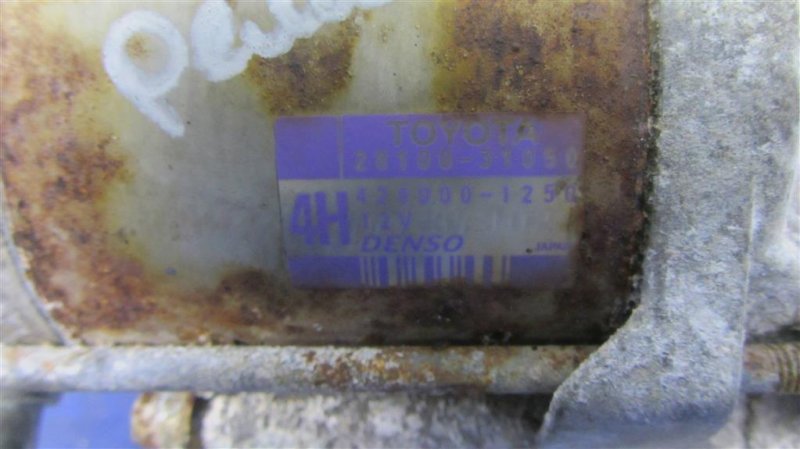 TOYOTA
28100-31050
4H
428000-1250
12V
DENSO
JAPAN